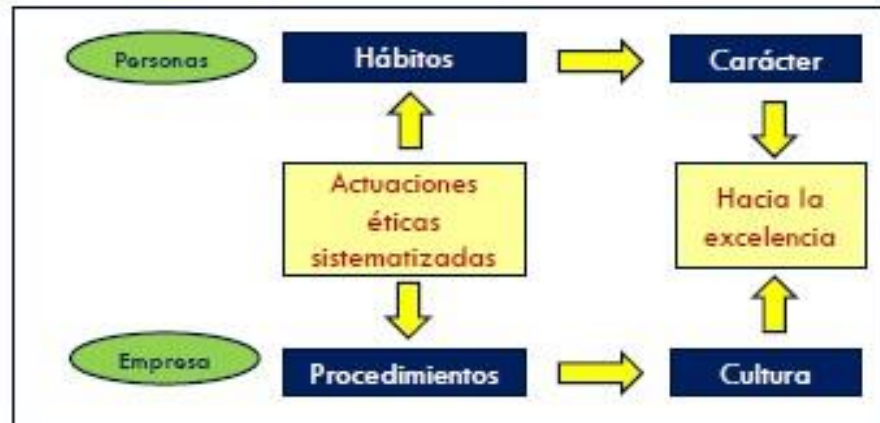 Personas
Hábitos
Carácter
Actuaciones
éticas
sistematizadas
Hacia la
excelencia
Empresa
Procedimientos
Cultura